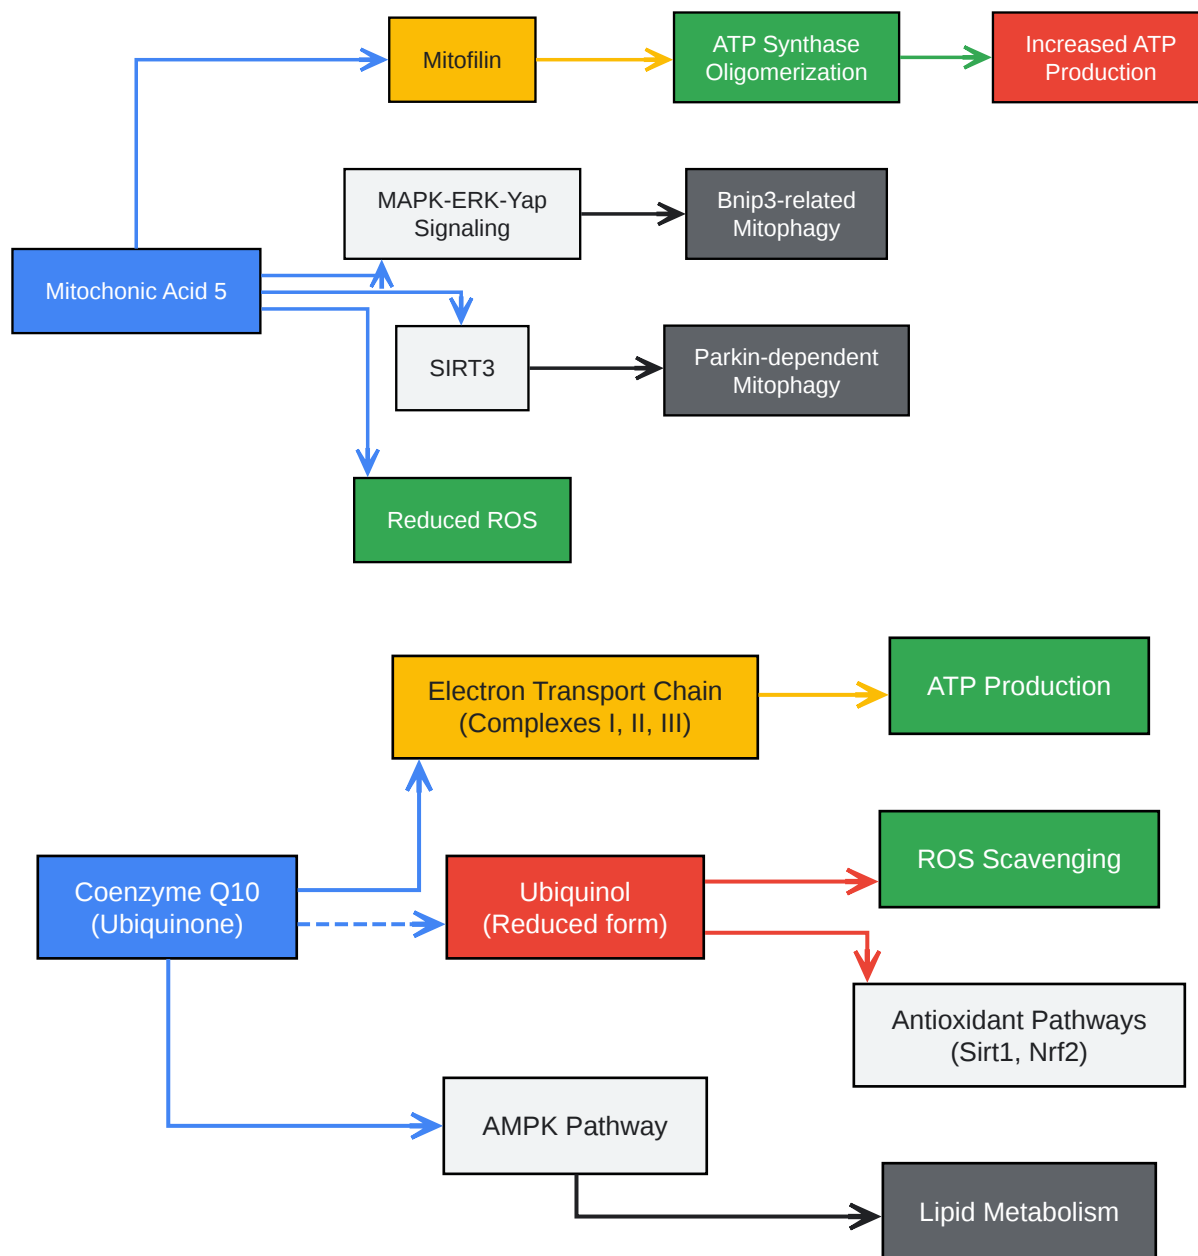 Mitofilin
ATP Synthase
Oligomerization
Increased ATP
Production
MAPK-ERK-Yap
Signaling
Bnip3-related
Mitophagy
Mitochonic Acid 5
SIRT3
Parkin-dependent
Mitophagy
Reduced ROS
Electron Transport Chain
(Complexes I, II, III)
ATP Production
Coenzyme Q10
(Ubiquinone)
Ubiquinol
(Reduced form)
ROS Scavenging
Antioxidant Pathways
(Sirt1, Nrf2)
AMPK Pathway
Lipid Metabolism